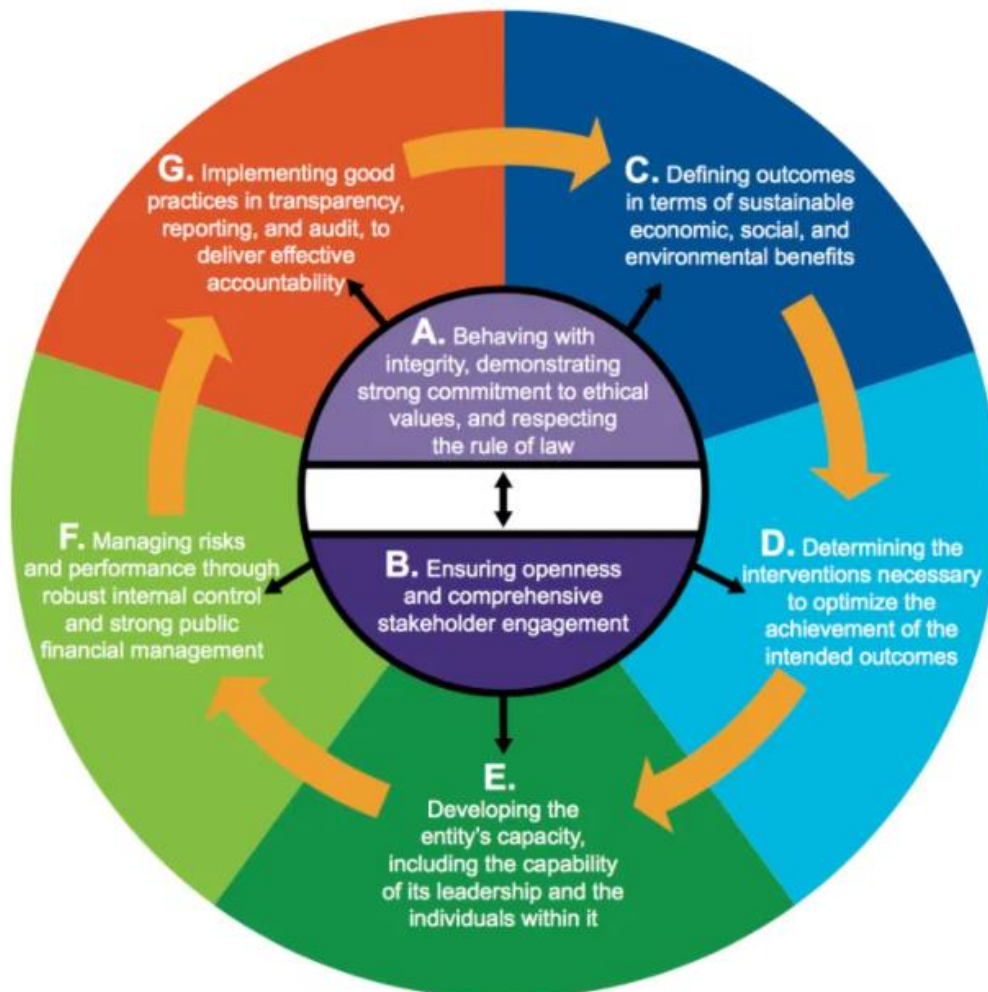 A. Behaving with
integrity, demonstrating
strong commitment to ethical
values, and respecting
the rule of law
B. Ensuring openness
and comprehensive
stakeholder engagement
C. Defining outcomes
in terms of sustainable
economic, social, and
environmental benefits
D. Determining the
interventions necessary
to optimize the
achievement of the
intended outcomes
E.
Developing the
entity's capacity,
including the capability
of its leadership and the
individuals within it
F. Managing risks
and performance through
robust internal control
and strong public
financial management
G. Implementing good
practices in transparency,
reporting, and audit, to
deliver effective
accountability